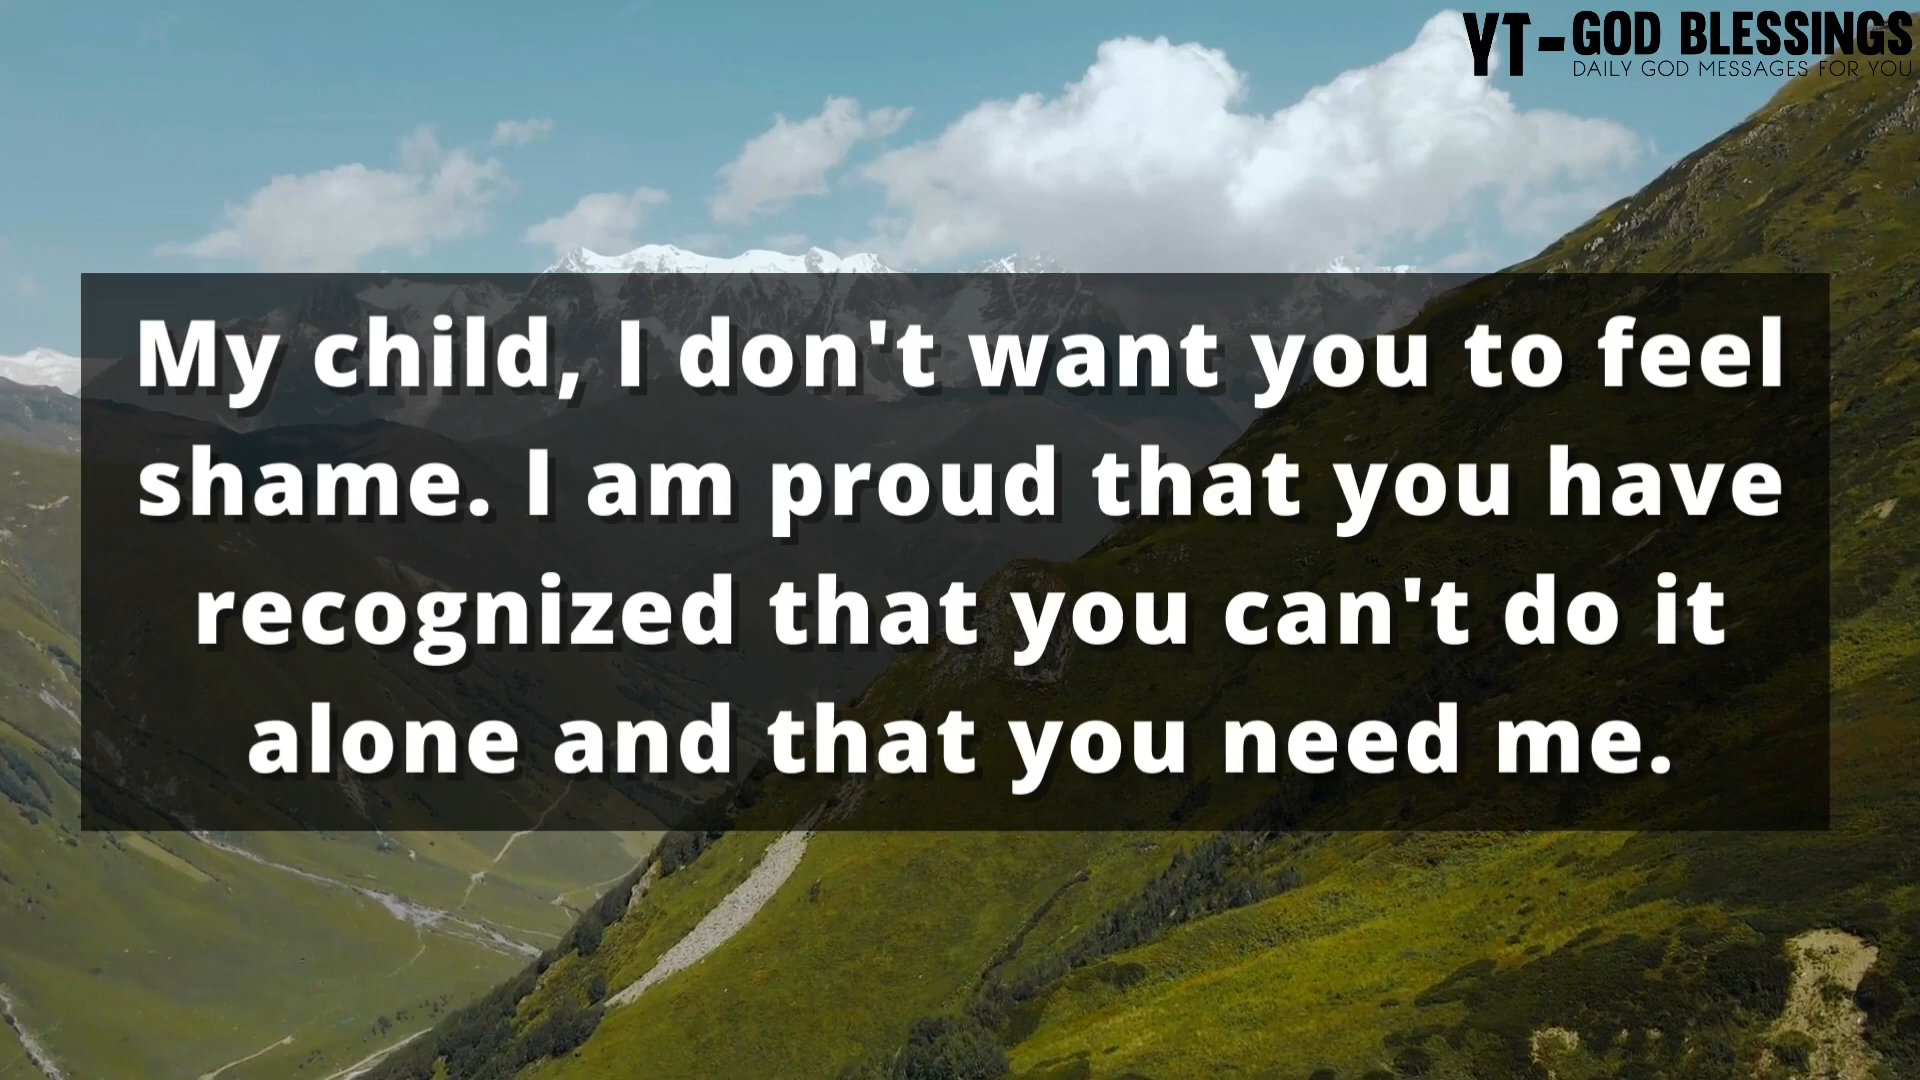 YT-GOD BLESSINGS
DAILY GOD MESSAGES FOR YOU
My child, I don't want you to feel
shame. I am proud that you have
recognized that you can't do it
alone and that you need me.